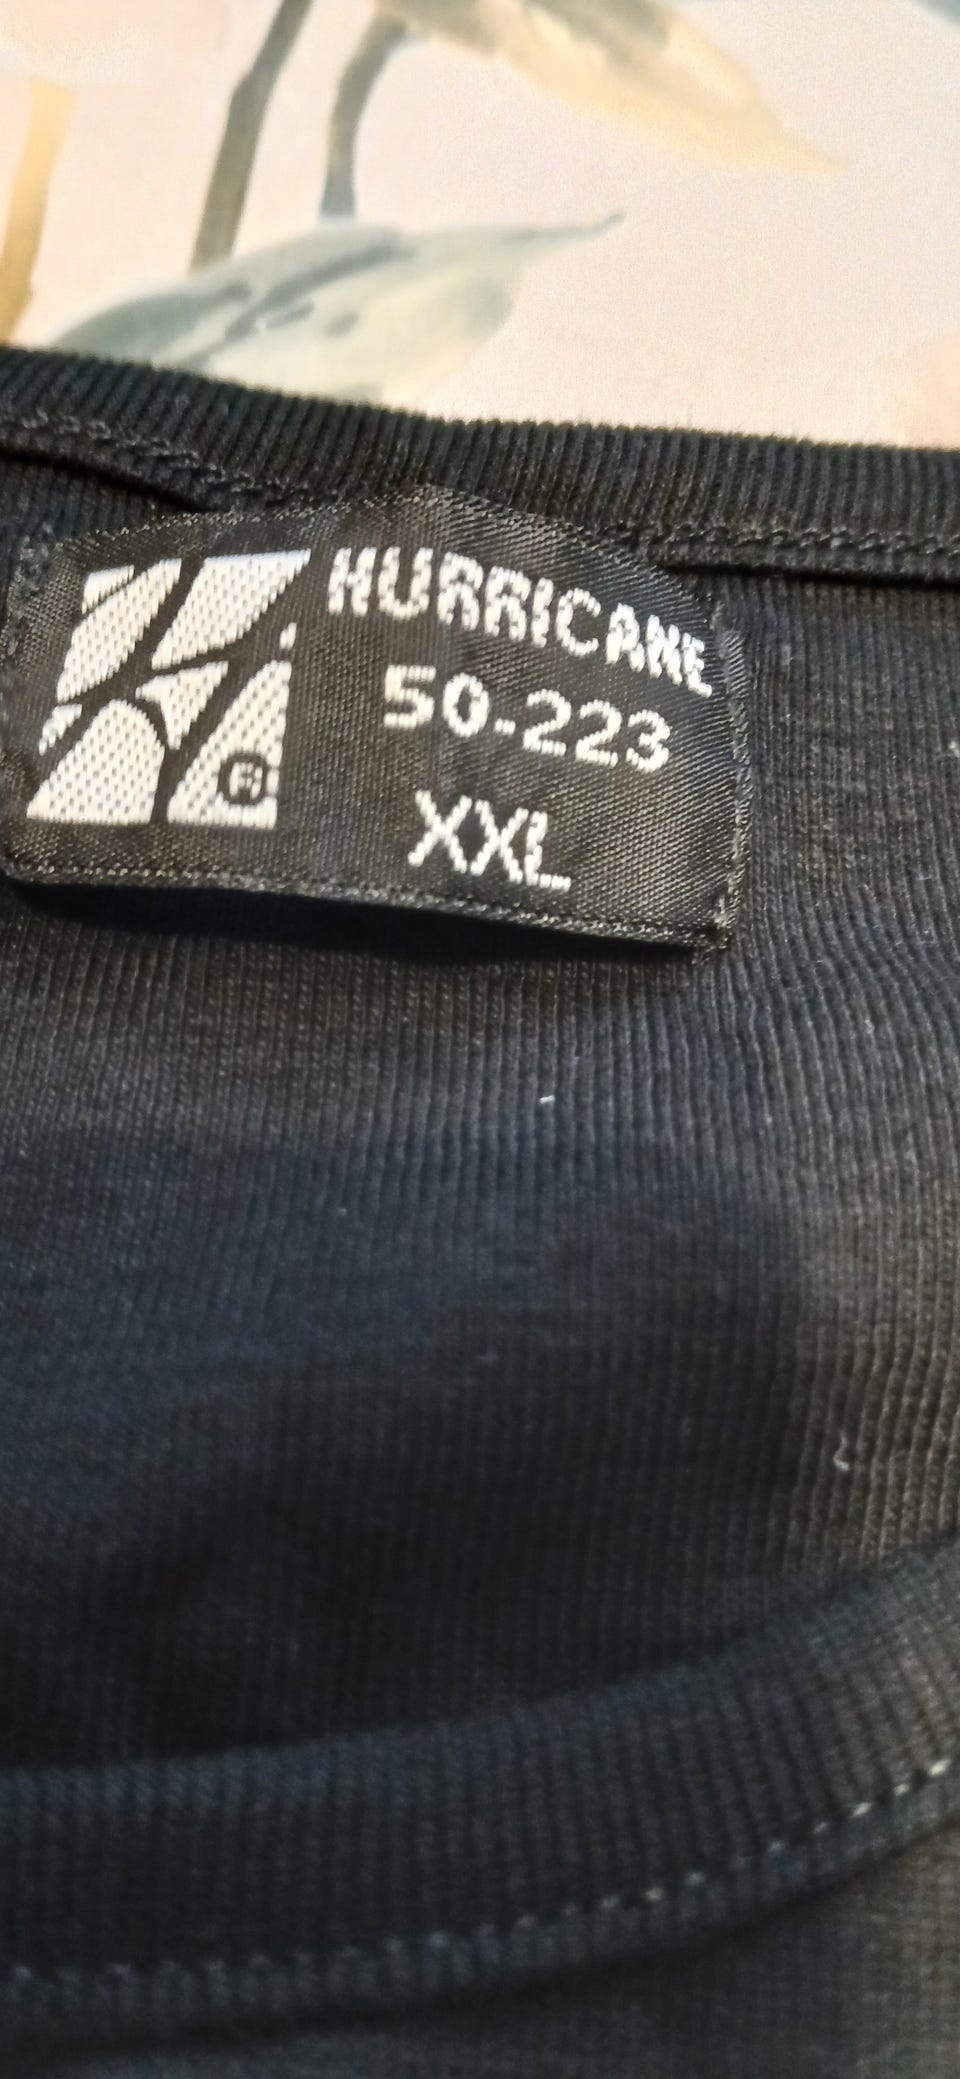 HURRICANE
50-223
XXL
®